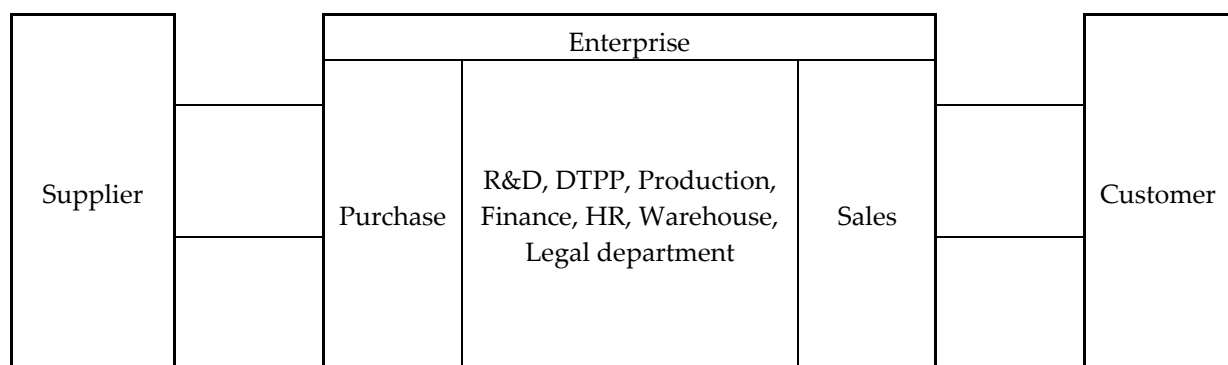 Enterprise
Supplier
Purchase
R&D, DTPP, Production,
Finance, HR, Warehouse,
Legal department
Sales
Customer